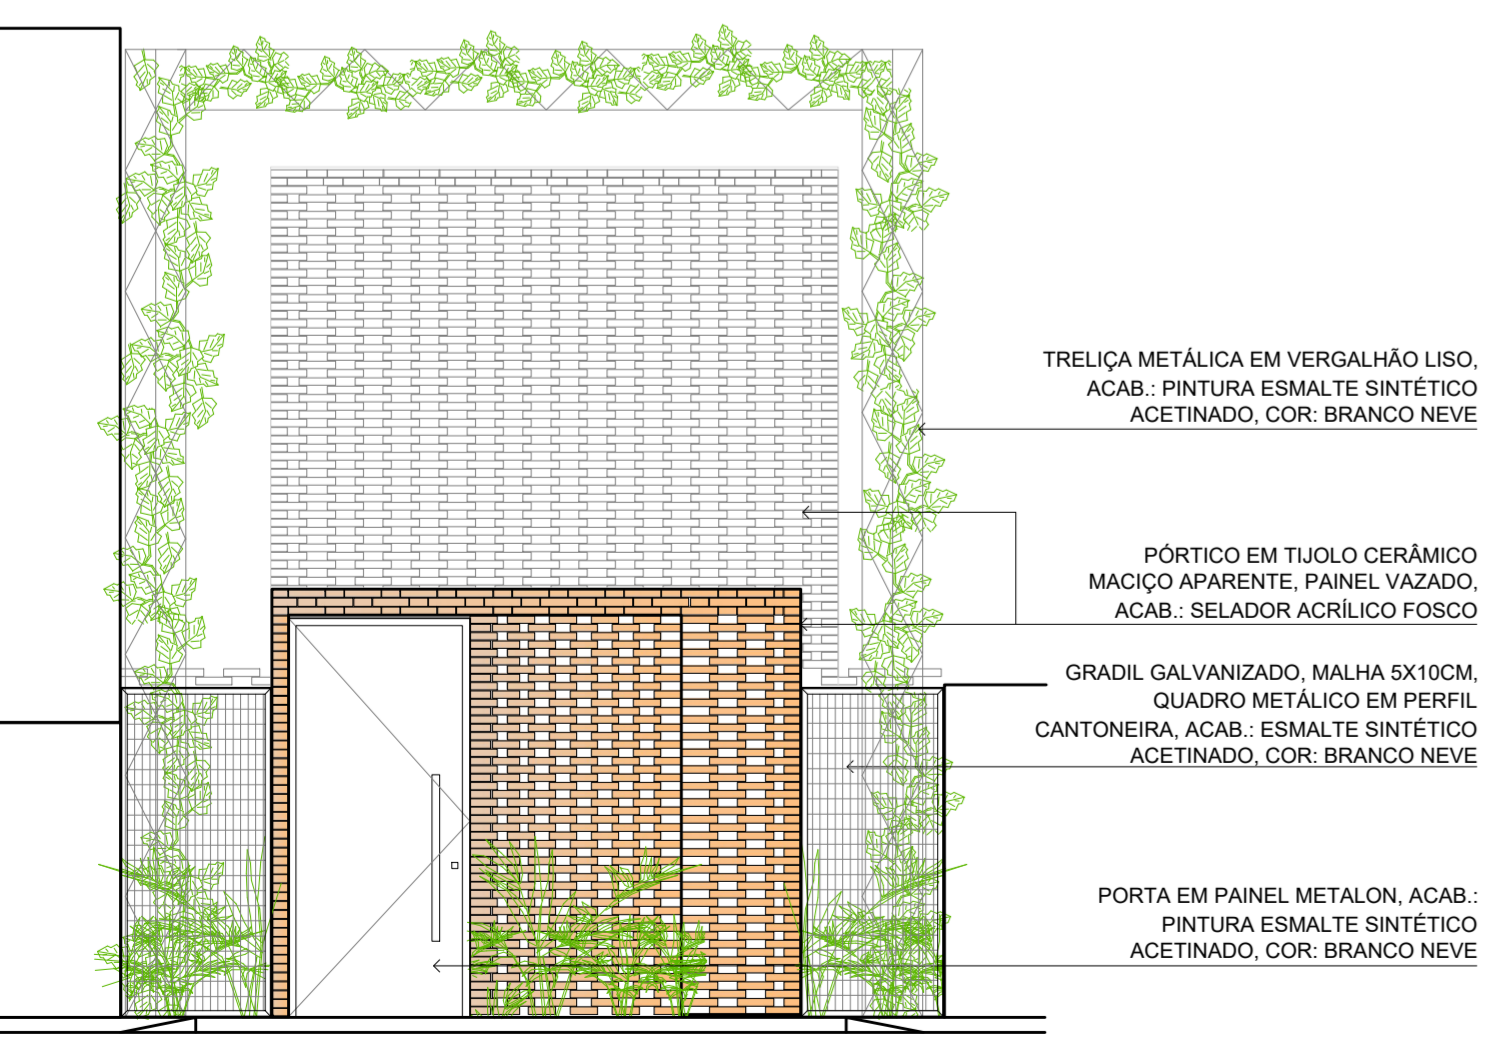 TRELIÇA METÁLICA EM VERGALHÃO LISO,
ACAB.: PINTURA ESMALTE SINTÉTICO
ACETINADO, COR: BRANCO NEVE
PÓRTICO EM TIJOLO CERÂMICO
MACIÇO APARENTE, PAINEL VAZADO,
ACAB.: SELADOR ACRÍLICO FOSCO
GRADIL GALVANIZADO, MALHA 5X10CM,
QUADRO METÁLICO EM PERFIL
CANTONEIRA, ACAB.: ESMALTE SINTÉTICO
ACETINADO, COR: BRANCO NEVE
PORTA EM PAINEL METALON, ACAB.:
PINTURA ESMALTE SINTÉTICO
ACETINADO, COR: BRANCO NEVE